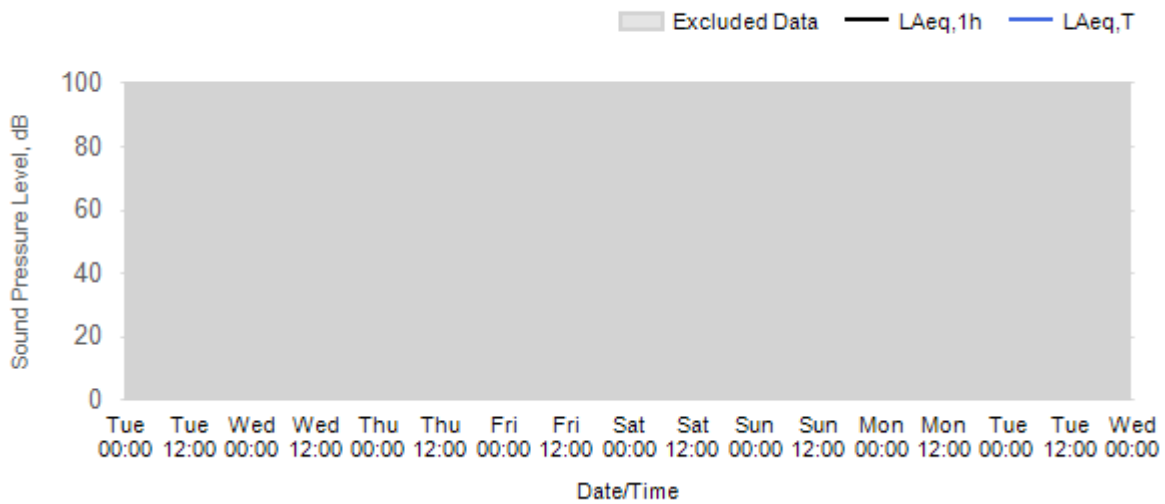 Excluded Data LAeq,1h LAeq,T
Sound Pressure Level, dB
100
80
60
40
20
0
Tue Tue Wed Wed Thu Thu Fri Fri Sat Sat Sun Sun Mon Mon Tue Tue Wed
00:00 12:00 00:00 12:00 00:00 12:00 00:00 12:00 00:00 12:00 00:00 12:00 00:00 12:00 00:00 12:00 00:00
Date/Time